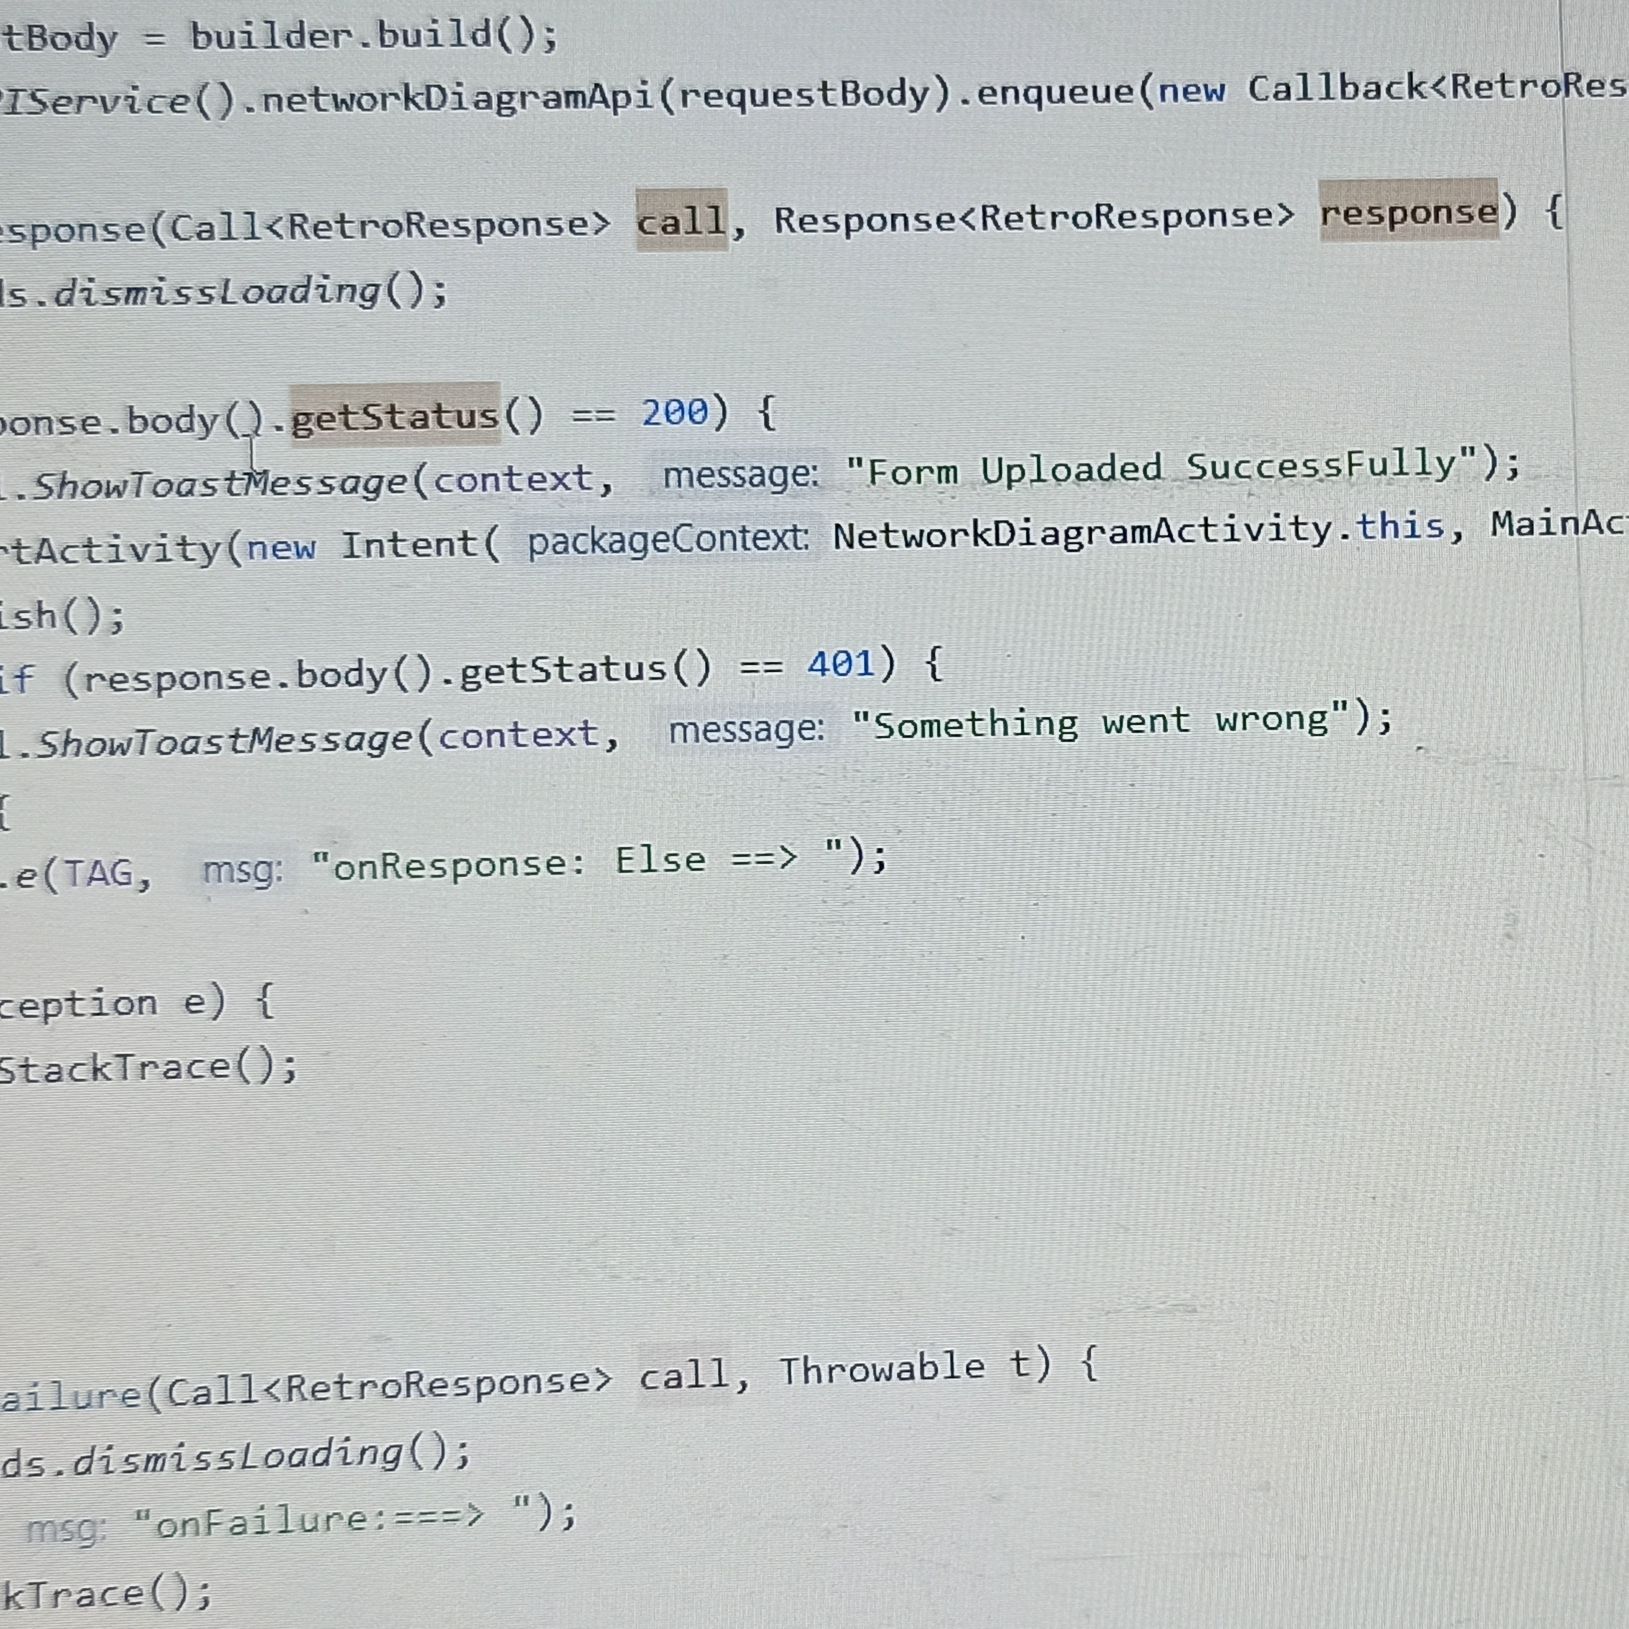 tBody = builder.build();
IService().networkDiagramApi(requestBody).enqueue(new Callback<RetroRes
sponse(Call<RetroResponse> call, Response<RetroResponse> response) {
s.dismissLoading();
onse.body().getStatus() == 200) {
.ShowToastMessage(context, message: "Form Uploaded SuccessFully");
tActivity(new Intent( packageContext: NetworkDiagramActivity.this, MainAc
ish();
if (response.body().getStatus() == 401) {
l.ShowToastMessage(context, message: "Something went wrong");
{
.e(TAG, msg: "onResponse: Else ==> ");
ception e) {
StackTrace();
ailure(Call<RetroResponse> call, Throwable t) {
ds.dismissLoading();
msg: "onFailure:===> ");
kTrace();